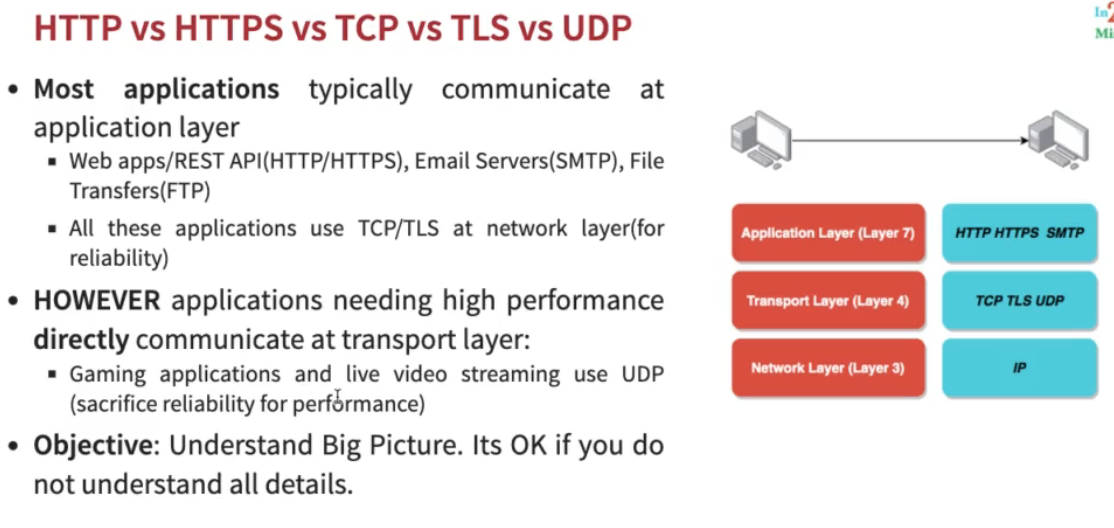 HTTP vs HTTPS vs TCP vs TLS vs UDP
• Most applications typically communicate at
application layer
▪ Web apps/REST API(HTTP/HTTPS), Email Servers(SMTP), File
Transfers(FTP)
▪ All these applications use TCP/TLS at network layer(for
reliability)
• HOWEVER applications needing high performance
directly communicate at transport layer:
▪ Gaming applications and live video streaming use UDP
(sacrifice reliability for performance)
• Objective: Understand Big Picture. Its OK if you do
not understand all details.
In
Application Layer (Layer 7)
HTTP HTTPS SMTP
Transport Layer (Layer 4)
TCP TLS UDP
Network Layer (Layer 3)
IP